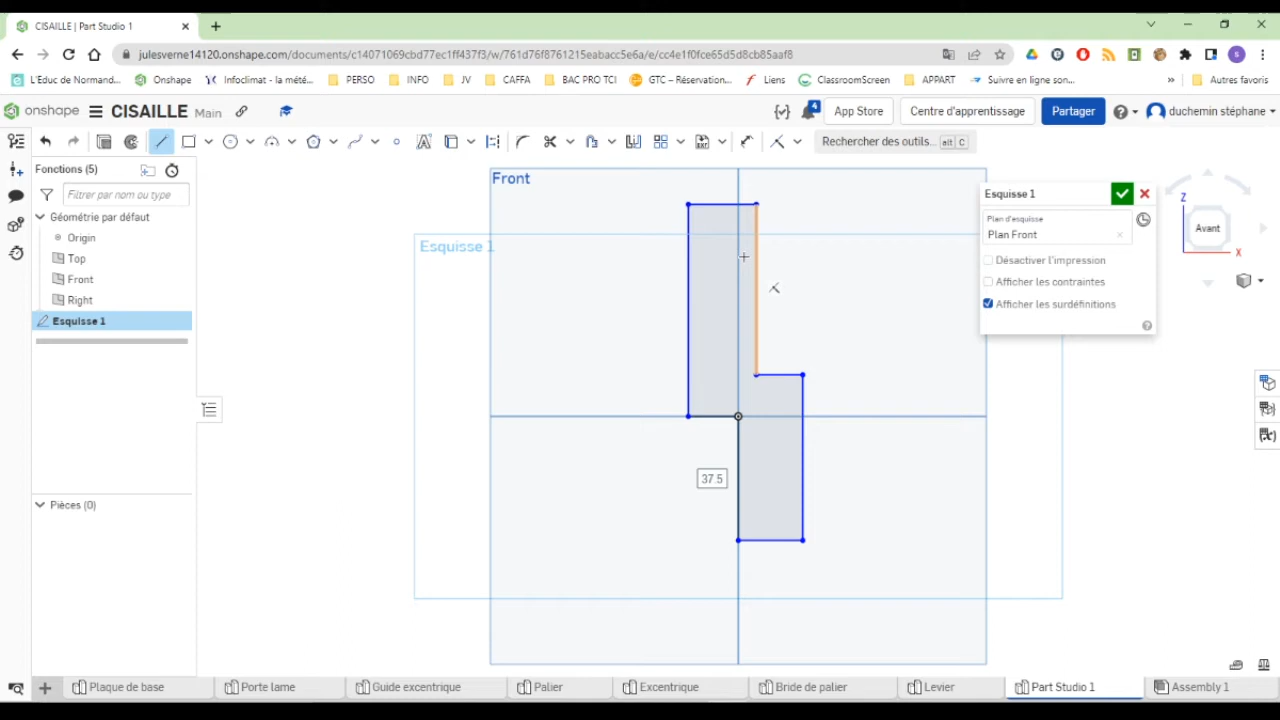 CISAILLE | Part Studio 1
julesverne14120.onshape.com/documents/c14071069cbd77ec1ff437f3/w/761d76f8761215eabacc5e6a/e/cc4e1f0fce65d5d8cb85aaf8
S
L'Educ de Normand... Onshape Infoclimat - la mété... PERSO INFO JV CAFFA BAC PRO TCI GTC – Réservation... Liens ClassroomScreen APPART Suivre en ligne son... » Autres favoris
onshape CISAILLE Main 4 App Store Centre d'apprentissage Partager duchemin stéphane
Rechercher des outils... alt C
Fonctions (5)
Filtrer par nom ou type
Géométrie par défaut
Origin
Top
Front
Right
Esquisse 1
Pièces (0)
Front
Esquisse 1
37.5
Esquisse 1
Plan d'esquisse
Plan Front
Désactiver l'impression
Afficher les contraintes
Afficher les surdéfinitions
Z
Avant
X
Plaque de base Porte lame Guide excentrique Palier Excentrique Bride de palier Levier Part Studio 1 Assembly 1